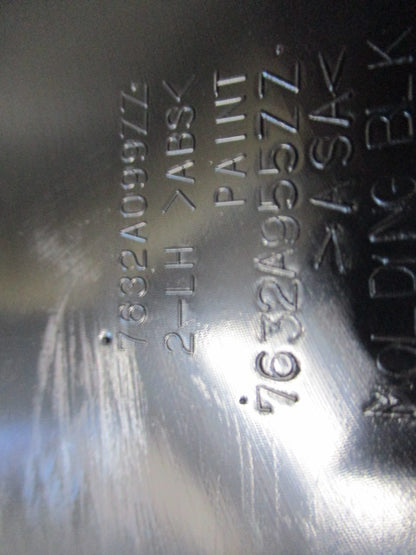 7632A099ZZ
2-LH >ABS<
PAINT
7632A955ZZ
>ASA<
MOLDING BLK